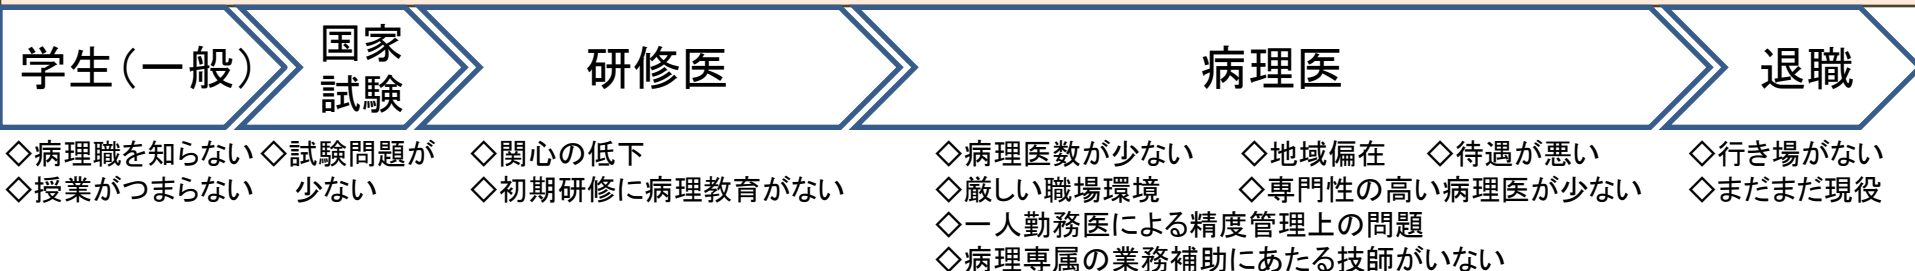 学生(一般)
国家
試験
研修医
病理医
退職
◇病理職を知らない
◇授業がつまらない
◇試験問題が
少ない
◇関心の低下
◇初期研修に病理教育がない
◇病理医数が少ない ◇地域偏在 ◇待遇が悪い
◇厳しい職場環境 ◇専門性の高い病理医が少ない
◇一人勤務医による精度管理上の問題
◇病理専属の業務補助にあたる技師がいない
◇行き場がない
◇まだまだ現役